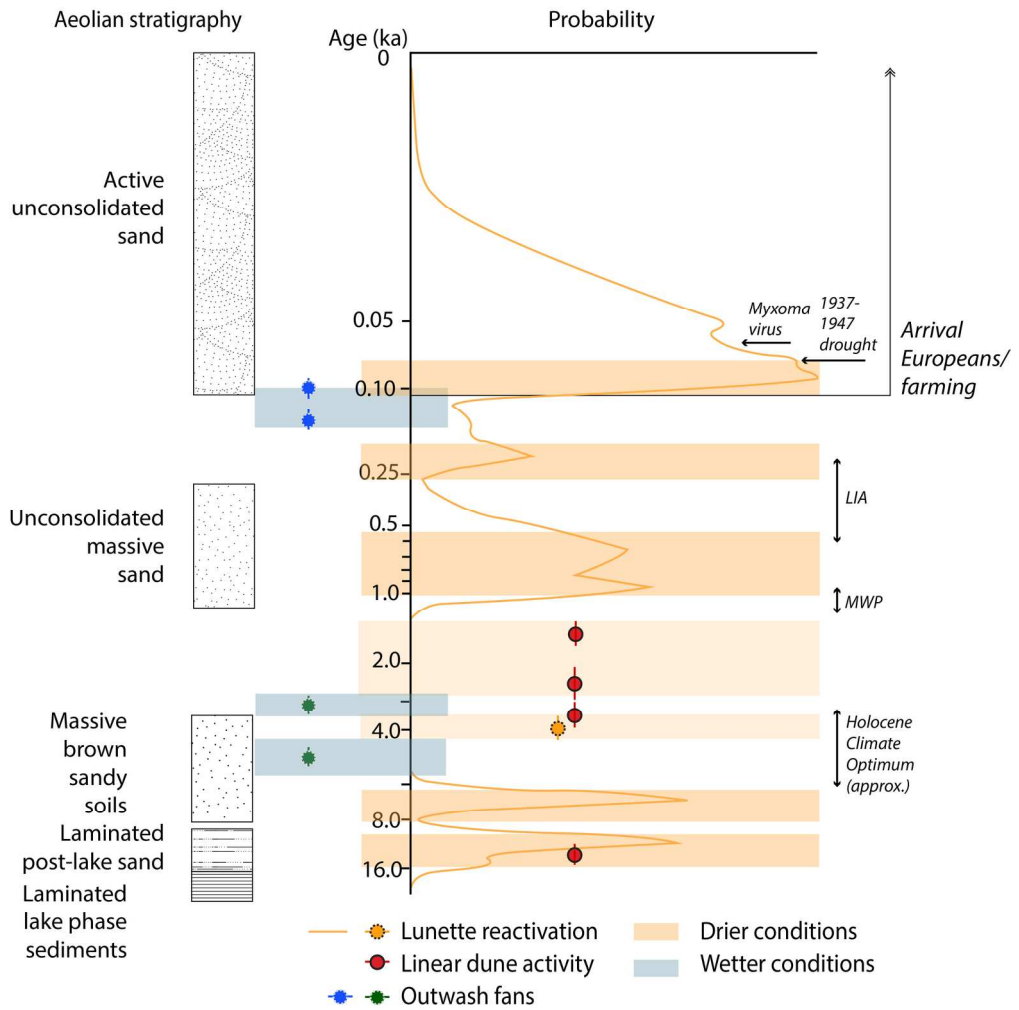 Aeolian stratigraphy
Probability
Age (ka)
0
Active
unconsolidated
sand
0.05
Myxoma
virus
1937-
1947
drought
Arrival
Europeans/
farming
0.10
0.25
LIA
Unconsolidated
massive
sand
0.5
1.0
MWP
2.0
Massive
brown
sandy
soils
4.0
Holocene
Climate
Optimum
(approx.)
8.0
Laminated
post-lake sand
16.0
Laminated
lake phase
sediments
Lunette reactivation
Drier conditions
Linear dune activity
Wetter conditions
Outwash fans